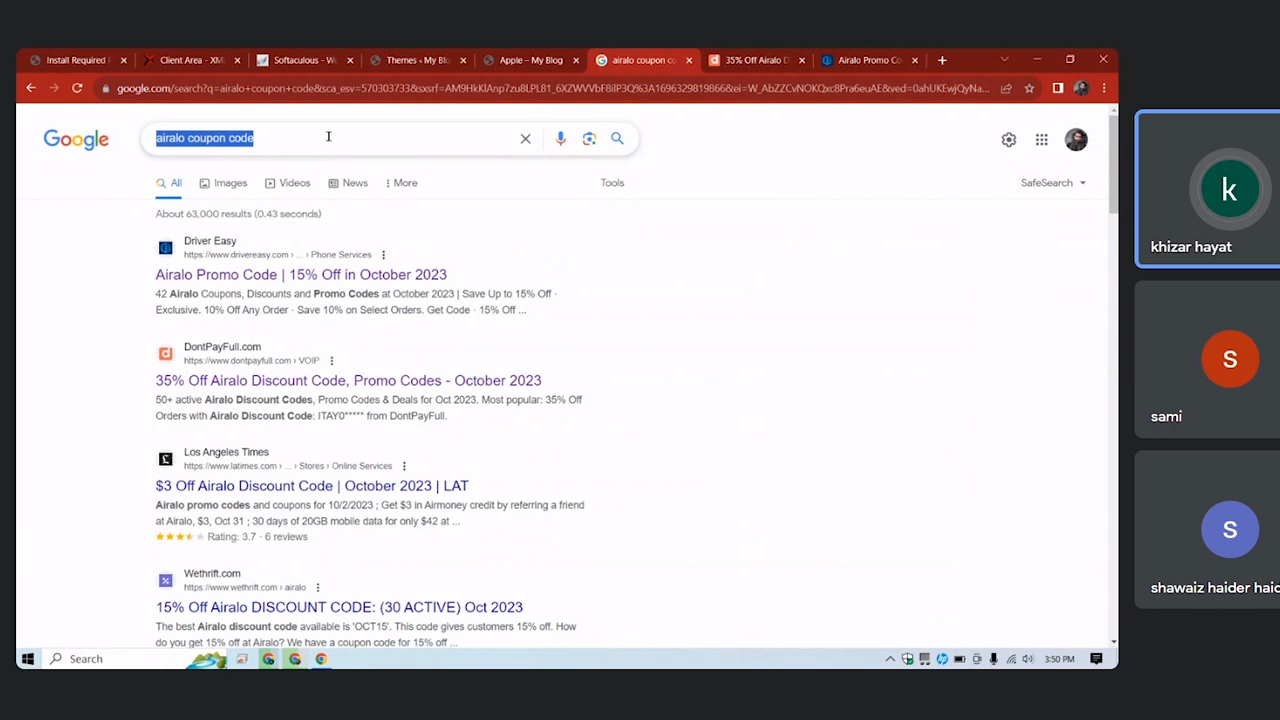 Install Required
Client Area - XM
Softaculous - W
Themes ‹ My Blo
Apple – My Blog
airalo coupon co
35% Off Airalo D
Airalo Promo Co
Google
airalo coupon code
All
Images
Videos
News
More
Tools
SafeSearch
About 63,000 results (0.43 seconds)
Driver Easy
https://www.drivereasy.com › ... › Phone Services
Airalo Promo Code | 15% Off in October 2023
42 Airalo Coupons, Discounts and Promo Codes at October 2023 | Save Up to 15% Off ·
Exclusive. 10% Off Any Order · Save 10% on Select Orders. Get Code · 15% Off ...
DontPayFull.com
https://www.dontpayfull.com › VOIP
35% Off Airalo Discount Code, Promo Codes - October 2023
50+ active Airalo Discount Codes, Promo Codes & Deals for Oct 2023. Most popular: 35% Off
Orders with Airalo Discount Code: ITAY0***** from DontPayFull.
Los Angeles Times
https://www.latimes.com › ... › Stores › Online Services
$3 Off Airalo Discount Code | October 2023 | LAT
Airalo promo codes and coupons for 10/2/2023 ; Get $3 in Airmoney credit by referring a friend
at Airalo, $3, Oct 31 ; 30 days of 20GB mobile data for only $42 at ...
Rating: 3.7 · 6 reviews
Wethrift.com
https://www.wethrift.com › airalo
15% Off Airalo DISCOUNT CODE: (30 ACTIVE) Oct 2023
The best Airalo discount code available is 'OCT15'. This code gives customers 15% off. How
do you get 15% off at Airalo? We have a coupon code for 15% off ...
Search
3:50 PM
k
khizar hayat
s
sami
s
shawaiz haider haid